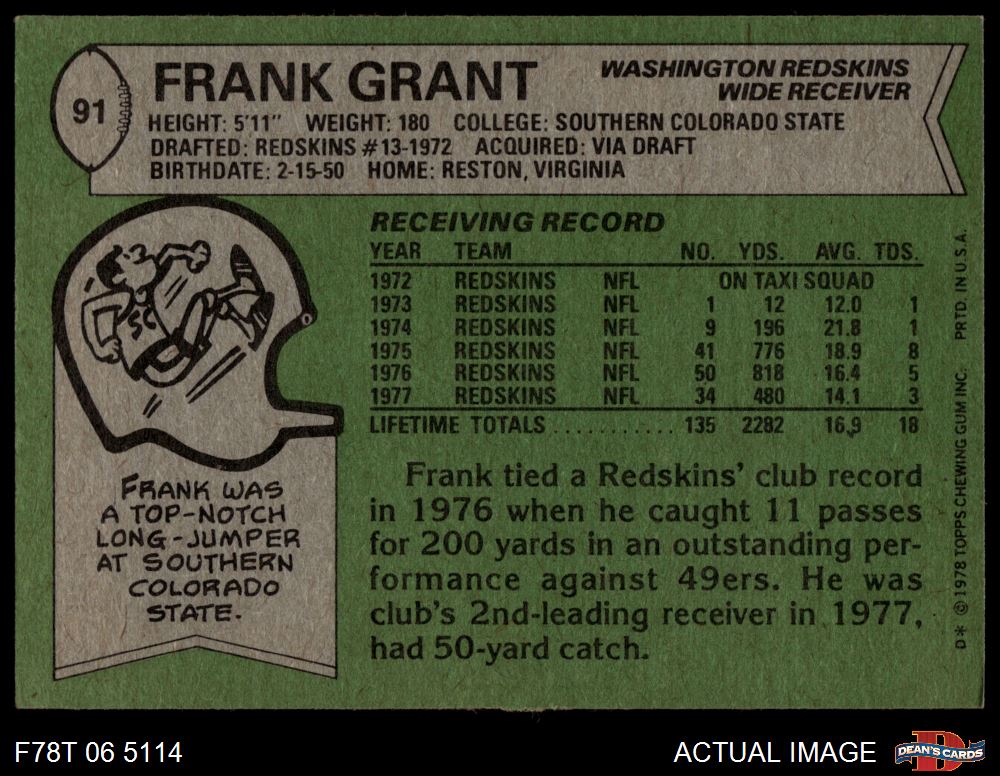 91
FRANK GRANT
WASHINGTON REDSKINS
WIDE RECEIVER
HEIGHT: 5'11" WEIGHT: 180 COLLEGE: SOUTHERN COLORADO STATE
DRAFTED: REDSKINS #13-1972 ACQUIRED: VIA DRAFT
BIRTHDATE: 2-15-50 HOME: RESTON, VIRGINIA
RECEIVING RECORD
YEAR TEAM NO. YDS. AVG. TDS.
1972 REDSKINS NFL ON TAXI SQUAD
1973 REDSKINS NFL 1 12 12.0 1
1974 REDSKINS NFL 9 196 21.8 1
1975 REDSKINS NFL 41 776 18.9 8
1976 REDSKINS NFL 50 818 16.4 5
1977 REDSKINS NFL 34 480 14.1 3
LIFETIME TOTALS ........... 135 2282 16.9 18
SC
FRANK WAS
A TOP-NOTCH
LONG-JUMPER
AT SOUTHERN
COLORADO
STATE.
Frank tied a Redskins' club record
in 1976 when he caught 11 passes
for 200 yards in an outstanding per-
formance against 49ers. He was
club's 2nd-leading receiver in 1977,
had 50-yard catch.
D* © 1978 TOPPS CHEWING GUM INC. PRTD. IN U.S.A.
F78T 06 5114
ACTUAL IMAGE
D
DEAN'S CARDS